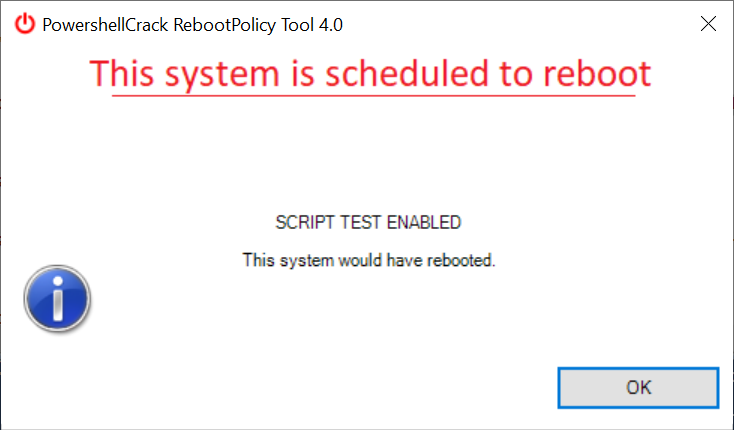 PowershellCrack RebootPolicy Tool 4.0
This system is scheduled to reboot
SCRIPT TEST ENABLED
This system would have rebooted.
OK